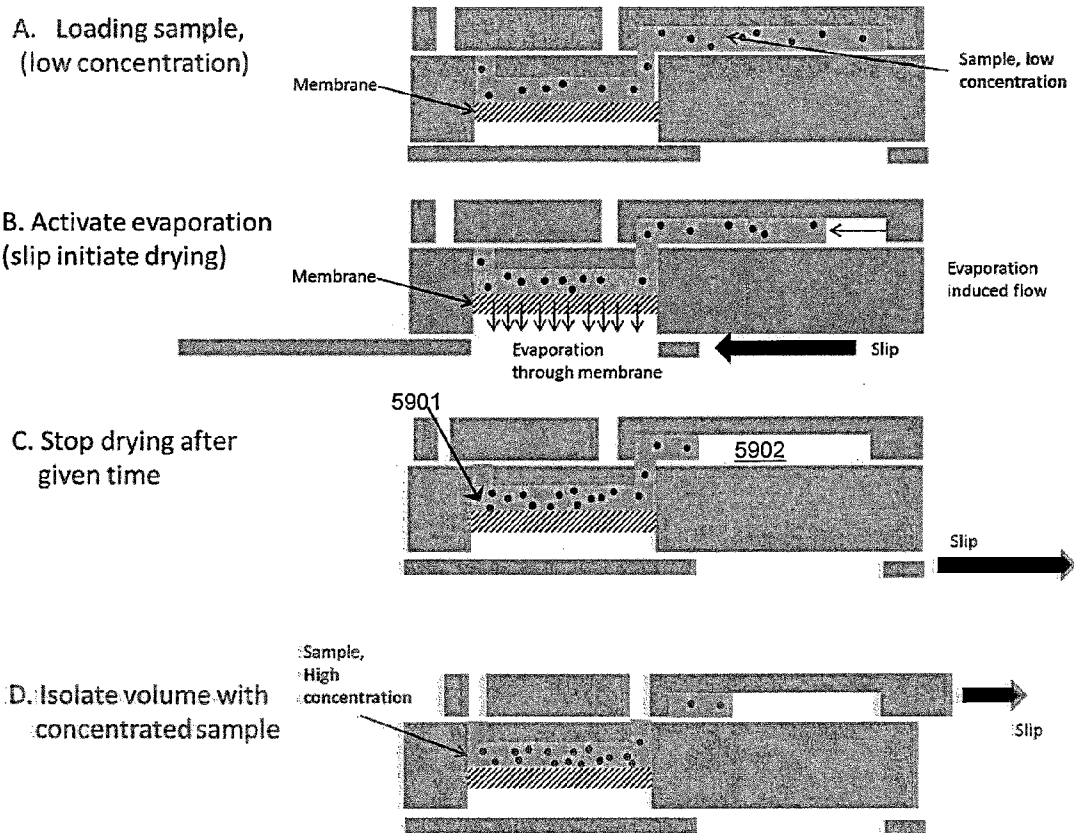 A. Loading sample,
(low concentration)
Membrane
Sample, low
concentration
B. Activate evaporation
(slip initiate drying)
Membrane
Evaporation
induced flow
Evaporation
through membrane
Slip
5901
C. Stop drying after
given time
5902
Slip
Sample,
High
concentration
D. Isolate volume with
concentrated sample
Slip